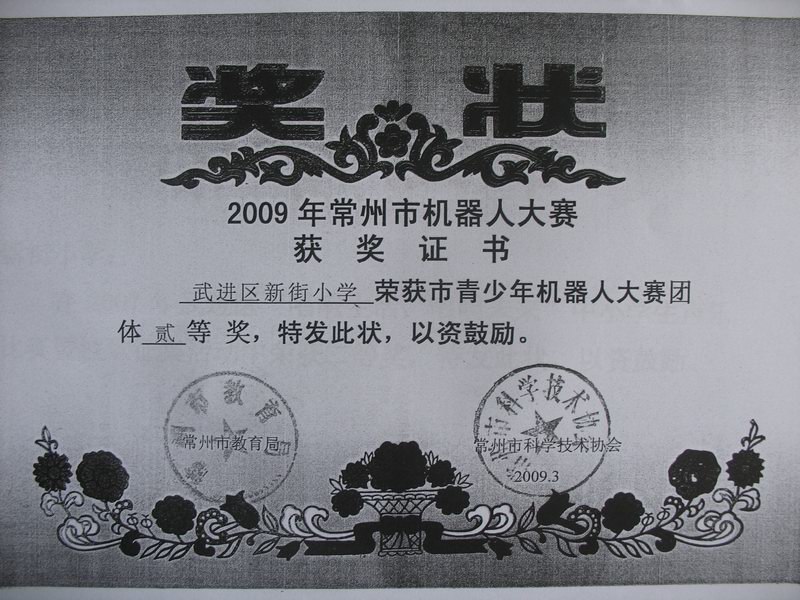 奖状
2009年常州市机器人大赛
获奖证书
武进区新街小学 荣获市青少年机器人大赛团
体 贰 等奖，特发此状，以资鼓励。
常州市教育局
常州市科学技术协会
2009.3